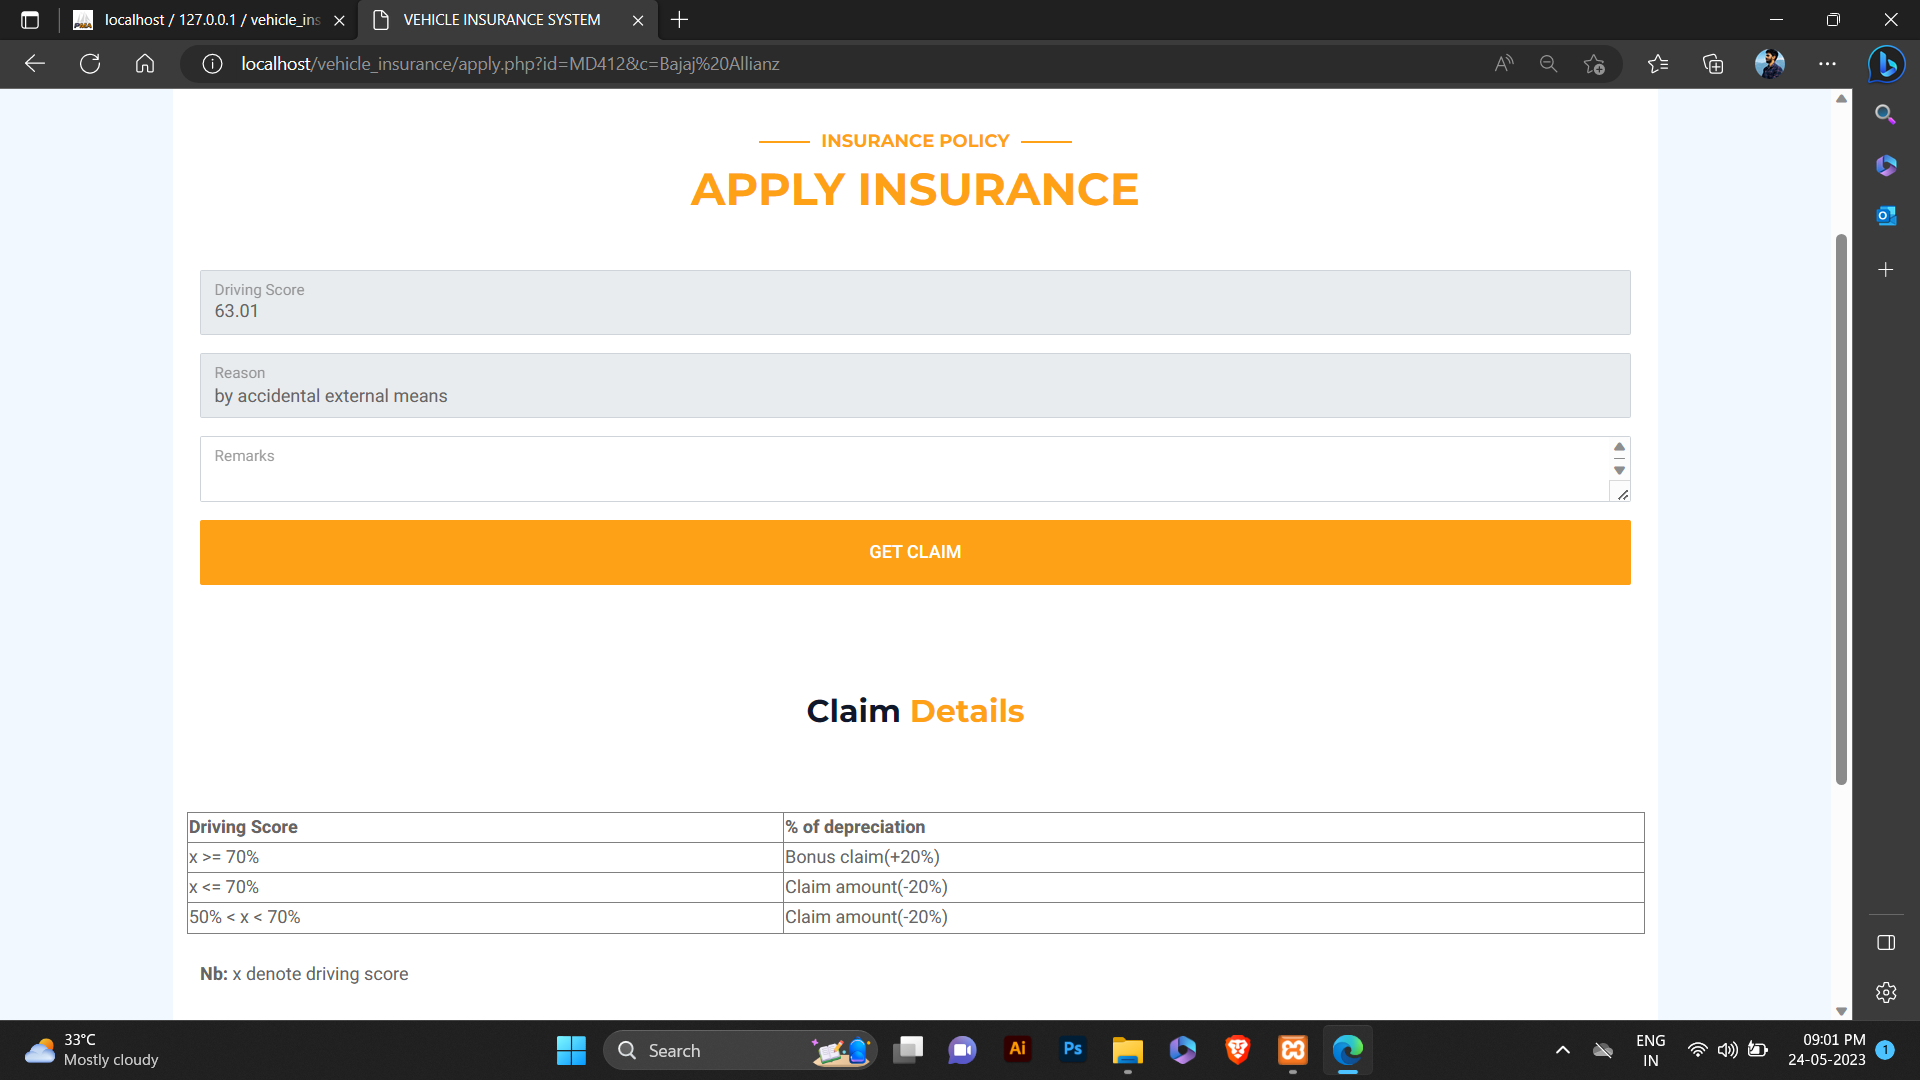 localhost / 127.0.0.1 / vehicle_ins
VEHICLE INSURANCE SYSTEM
localhost/vehicle_insurance/apply.php?id=MD412&c=Bajaj%20Allianz
INSURANCE POLICY
APPLY INSURANCE
Driving Score
63.01
Reason
by accidental external means
Remarks
GET CLAIM
Claim Details
Driving Score % of depreciation
x >= 70% Bonus claim(+20%)
x <= 70% Claim amount(-20%)
50% < x < 70% Claim amount(-20%)
Nb: x denote driving score
33°C
Mostly cloudy
Search
Ai
Ps
ENG
IN
09:01 PM
24-05-2023
1